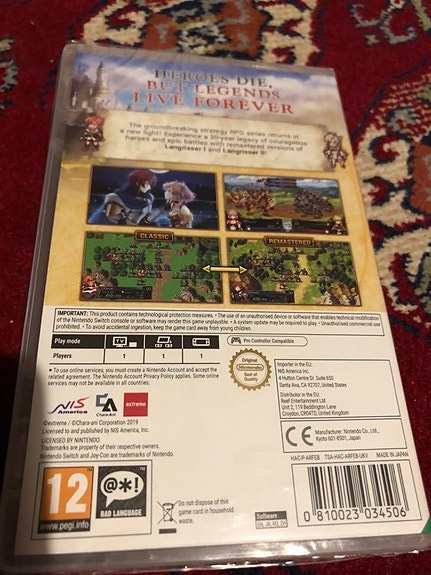 HEROES DIE,
BUT LEGENDS
LIVE FOREVER
The groundbreaking strategy RPG series returns in
a new light! Experience a 30-year legacy of courageous
heroes and epic battles with remastered versions of
Langrisser I and Langrisser II!
CLASSIC
REMASTERED
IMPORTANT: This product contains technological protection measures. • The use of an unauthorised device or software that enables technical modification
of the Nintendo Switch console or software may render this game unplayable. • A system update may be required to play. • Unauthorised commercial use
prohibited. • To avoid accidental ingestion, keep the game card away from young children.
Play mode
TV
Pro Controller Compatible
Players
1
1
1
• To use online services, you must create a Nintendo Account and accept the
related agreement. The Nintendo Account Privacy Policy applies. Some online
services may not be available in all countries.
Original
Nintendo
Seal of
Quality
Importer in the EU:
NIS America Inc.
4 Hutton Centre Dr. Suite 650
Santa Ana, CA 92707, United States
Distributor in the EU:
Reef Entertainment Ltd
Unit 2, 119 Beddington Lane
Croydon, CR04TD, United Kingdom
NIS
America
CA
Chara-Ani
extreme
©extreme / ©Chara-ani Corporation 2019
Licensed to and published by NIS America, Inc.
LICENSED BY NINTENDO.
Trademarks are property of their respective owners.
Nintendo Switch and Joy-Con are trademarks of Nintendo.
CE
Manufacturer: Nintendo Co., Ltd.,
Kyoto 601-8501, Japan
HAC-P-ARFEB
TSA-HAC-ARFEB-UKV
MADE IN JAPAN
12
www.pegi.info
@*!
BAD LANGUAGE
Do not dispose of this
game card in household
waste.
Software
EN, JA, KO, ZH
0 810023 034506